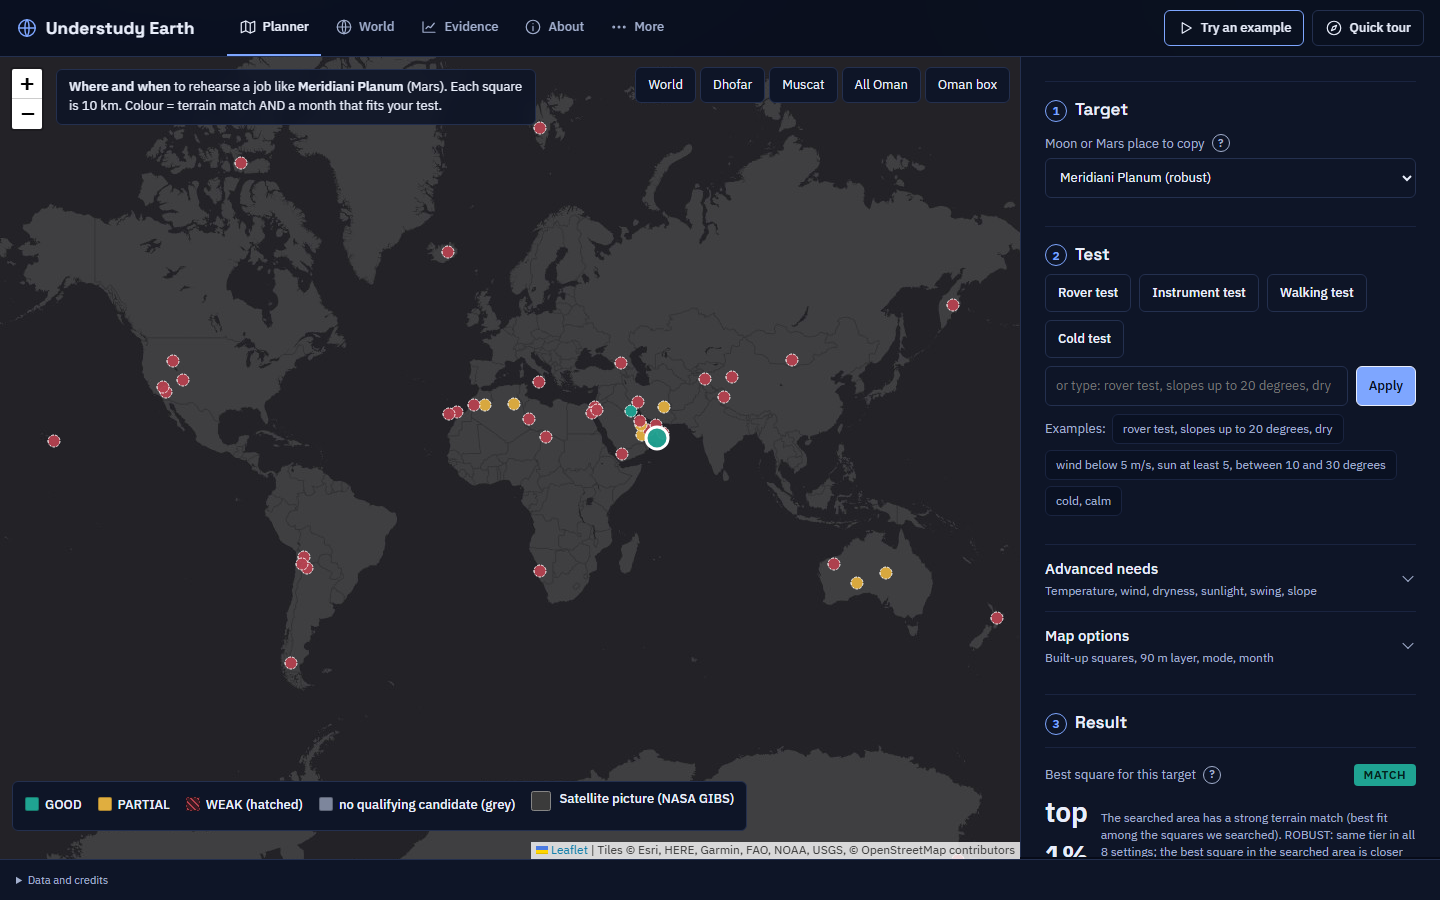 Understudy Earth
Planner
World
Evidence
About
More
Try an example
Quick tour
+
−
Where and when to rehearse a job like Meridiani Planum (Mars). Each square
is 10 km. Colour = terrain match AND a month that fits your test.
World
Dhofar
Muscat
All Oman
Oman box
1 Target
Moon or Mars place to copy ?
Meridiani Planum (robust)
2 Test
Rover test
Instrument test
Walking test
Cold test
or type: rover test, slopes up to 20 degrees, dry
Apply
Examples:
rover test, slopes up to 20 degrees, dry
wind below 5 m/s, sun at least 5, between 10 and 30 degrees
cold, calm
Advanced needs
Temperature, wind, dryness, sunlight, swing, slope
Map options
Built-up squares, 90 m layer, mode, month
3 Result
Best square for this target ?
MATCH
top
1%
The searched area has a strong terrain match (best fit
among the squares we searched). ROBUST: same tier in all
8 settings; the best square in the searched area is closer
GOOD
PARTIAL
WEAK (hatched)
no qualifying candidate (grey)
Satellite picture (NASA GIBS)
Leaflet | Tiles © Esri, HERE, Garmin, FAO, NOAA, USGS, © OpenStreetMap contributors
Data and credits